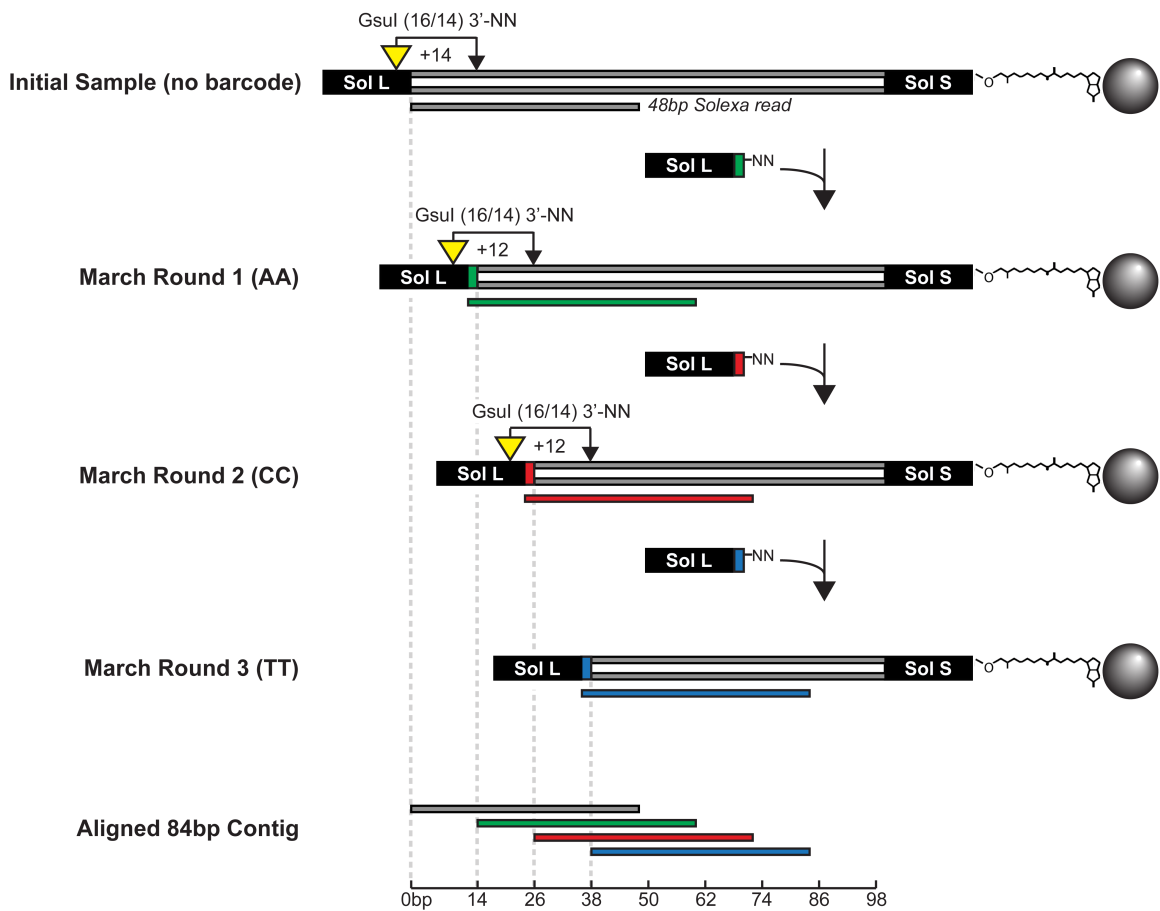 GsuI (16/14) 3'-NN
+14
Initial Sample (no barcode)
Sol L
Sol S
O
48bp Solexa read
Sol L
NN
GsuI (16/14) 3'-NN
+12
March Round 1 (AA)
Sol L
Sol S
O
Sol L
NN
GsuI (16/14) 3'-NN
+12
March Round 2 (CC)
Sol L
Sol S
O
Sol L
NN
March Round 3 (TT)
Sol L
Sol S
O
Aligned 84bp Contig
0bp 14 26 38 50 62 74 86 98